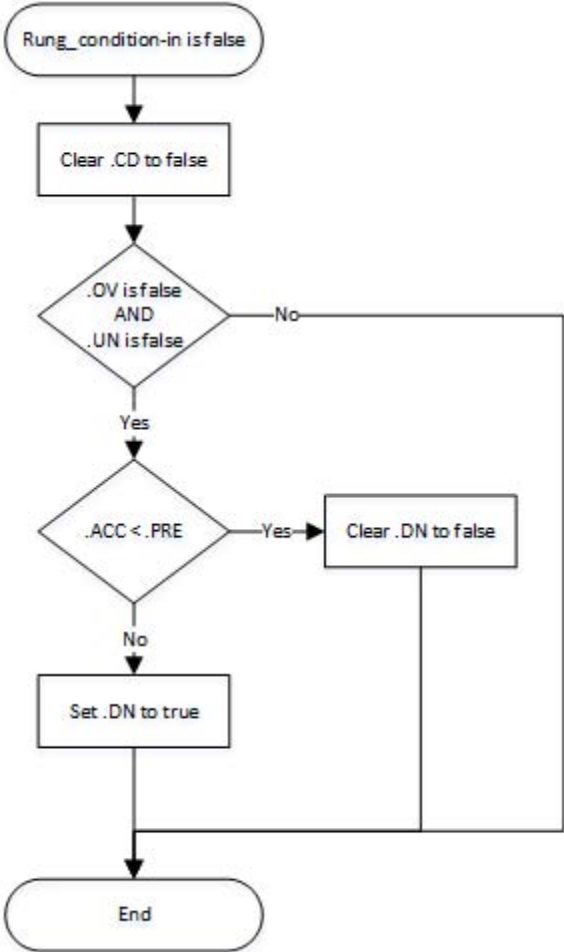 Rung_condition-in is false
Clear .CD to false
.OV is false
AND
.UN is false
No
Yes
.ACC < .PRE
Yes
Clear .DN to false
No
Set .DN to true
End